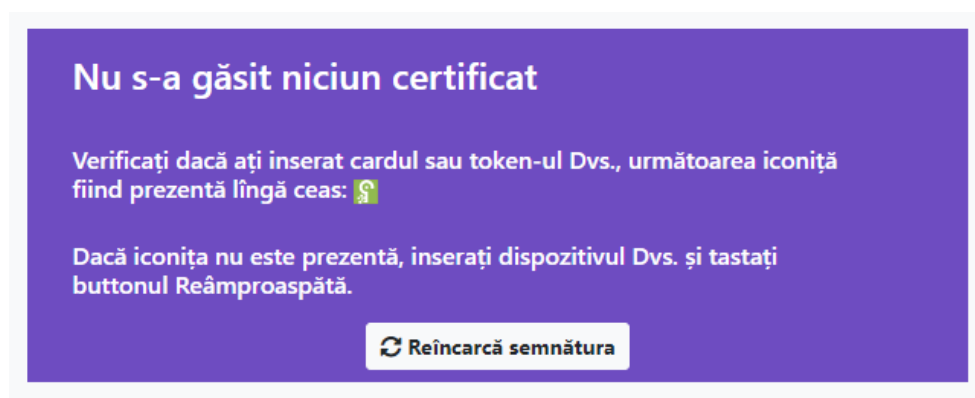 Nu s-a găsit niciun certificat
Verificați dacă ați inserat cardul sau token-ul Dvs., următoarea iconiță
fiind prezentă lîngă ceas:
Dacă iconița nu este prezentă, inserați dispozitivul Dvs. și tastați
buttonul Reâmproaspătă.
Reîncarcă semnătura